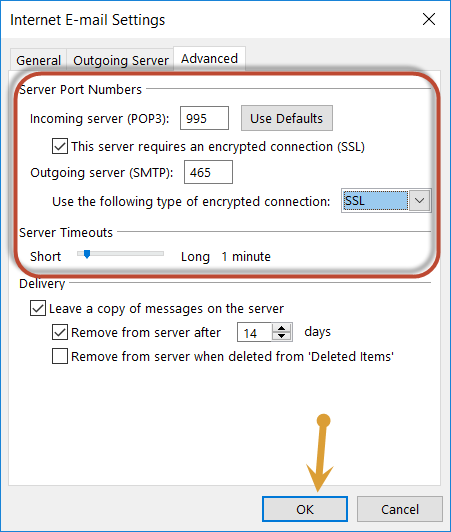 Internet E-mail Settings
General Outgoing Server Advanced
Server Port Numbers
Incoming server (POP3): 995 Use Defaults
This server requires an encrypted connection (SSL)
Outgoing server (SMTP): 465
Use the following type of encrypted connection: SSL
Server Timeouts
Short Long 1 minute
Delivery
Leave a copy of messages on the server
Remove from server after 14 days
Remove from server when deleted from 'Deleted Items'
OK Cancel